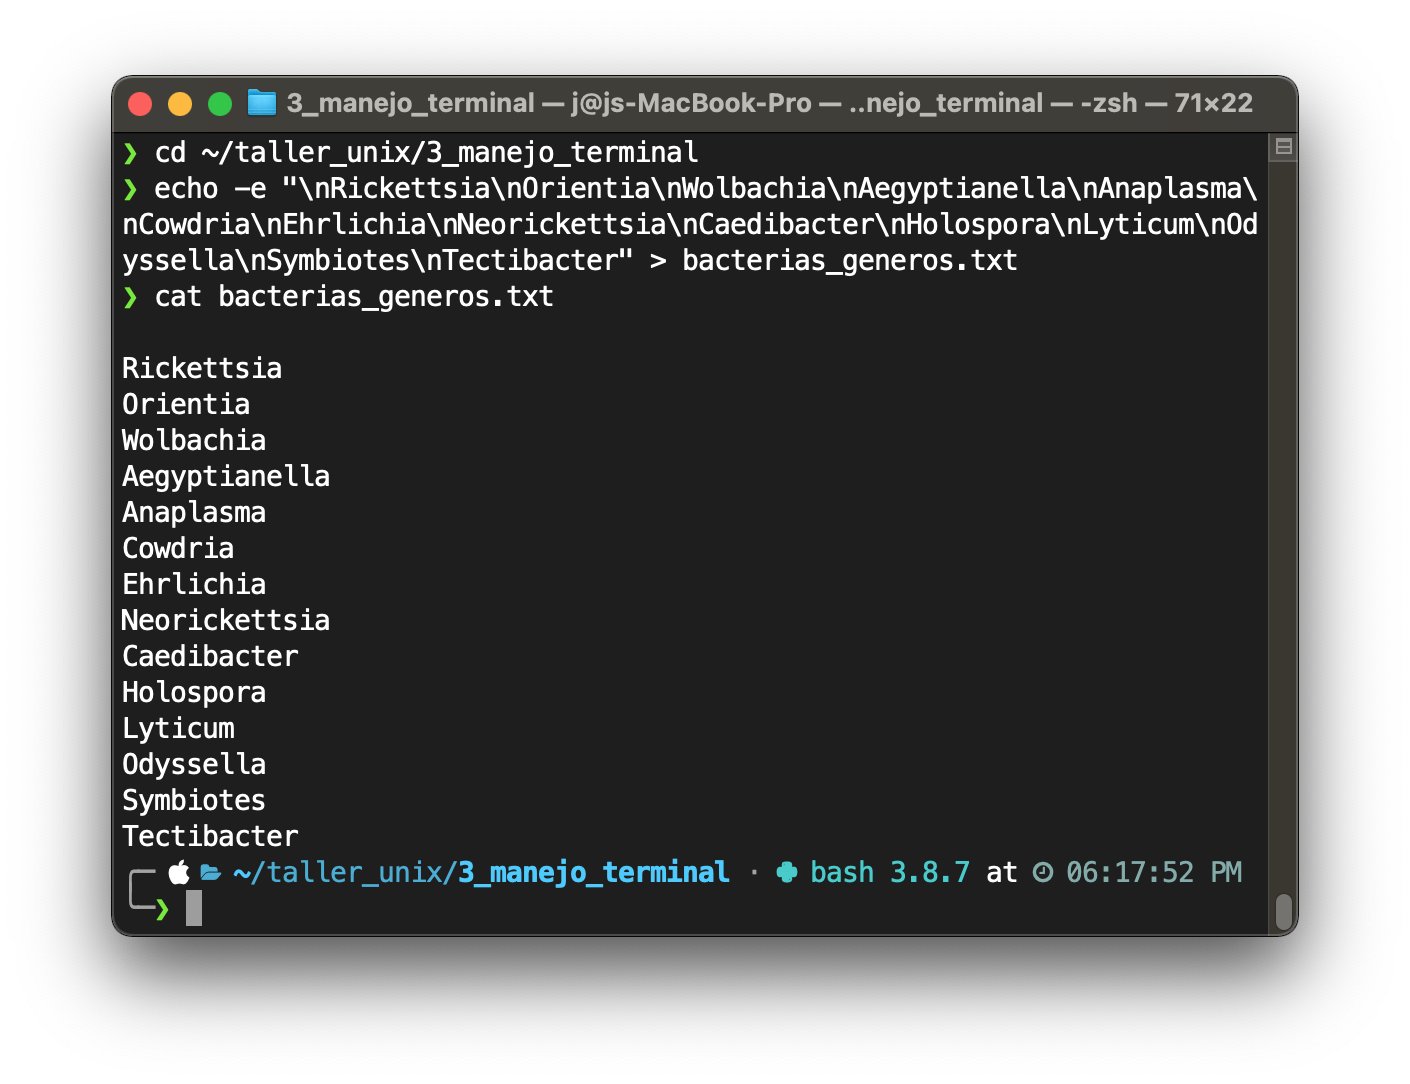 3_manejo_terminal — j@js-MacBook-Pro — ..nejo_terminal — -zsh — 71×22
❯ cd ~/taller_unix/3_manejo_terminal
❯ echo -e "\nRickettsia\nOrientia\nWolbachia\nAegyptianella\nAnaplasma\
nCowdria\nEhrlichia\nNeorickettsia\nCaedibacter\nHolospora\nLyticum\nOd
yssella\nSymbiotes\nTectibacter" > bacterias_generos.txt
❯ cat bacterias_generos.txt
Rickettsia
Orientia
Wolbachia
Aegyptianella
Anaplasma
Cowdria
Ehrlichia
Neorickettsia
Caedibacter
Holospora
Lyticum
Odyssella
Symbiotes
Tectibacter
~/taller_unix/3_manejo_terminal · bash 3.8.7 at 06:17:52 PM
❯